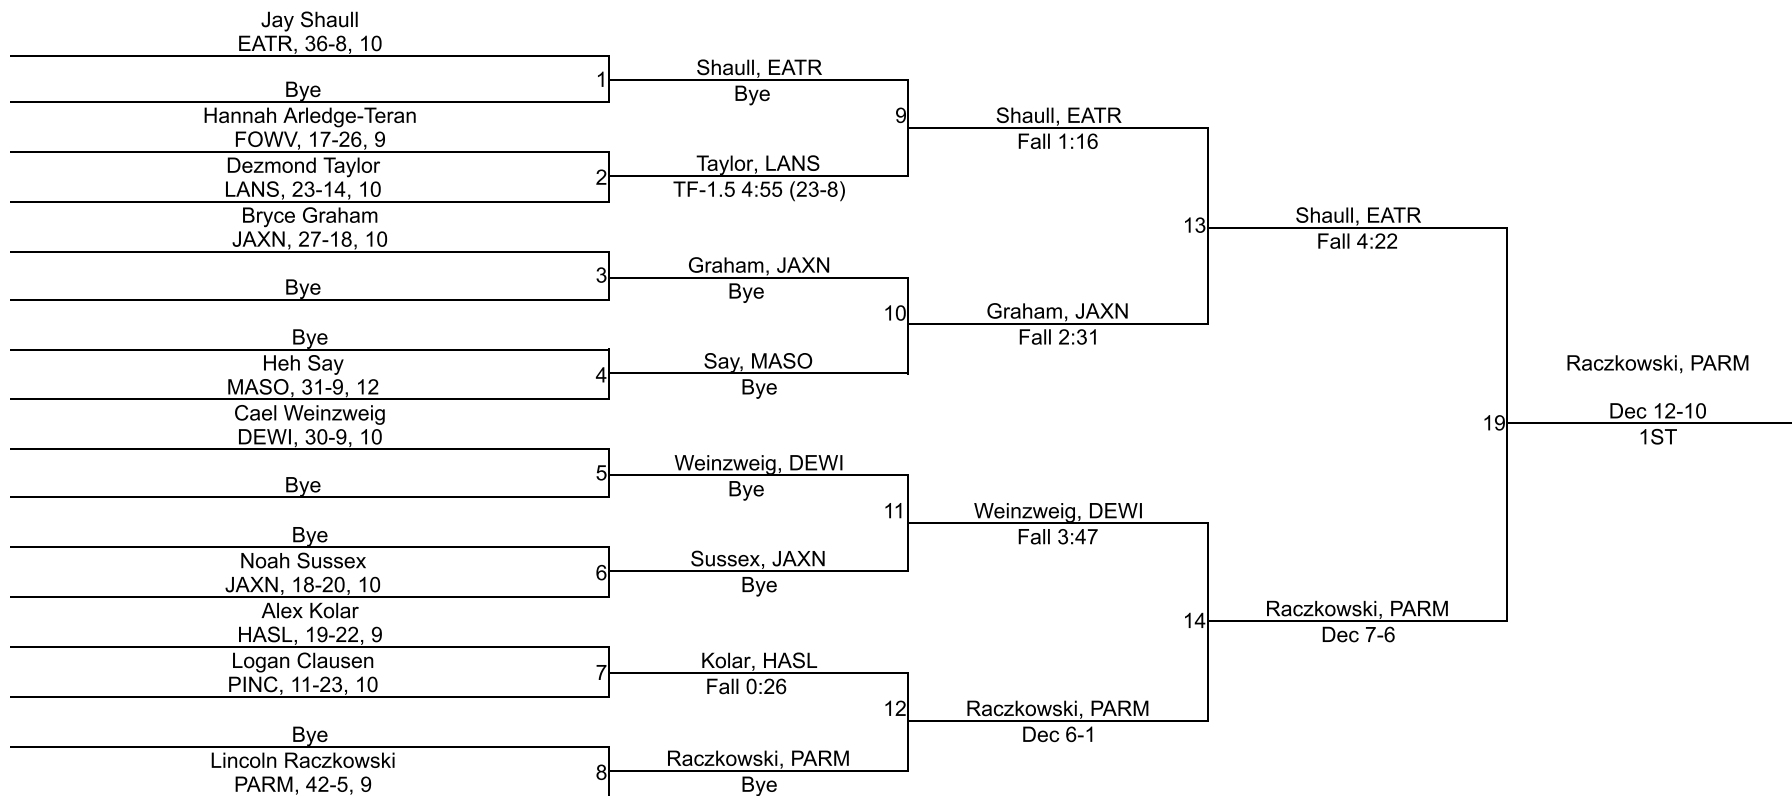 Jay Shaull
EATR, 36-8, 10
Bye
1
Hannah Arledge-Teran
FOWV, 17-26, 9
Dezmond Taylor
LANS, 23-14, 10
2
Bryce Graham
JAXN, 27-18, 10
Bye
3
Bye
Heh Say
MASO, 31-9, 12
4
Cael Weinzweig
DEWI, 30-9, 10
Bye
5
Bye
Noah Sussex
JAXN, 18-20, 10
6
Alex Kolar
HASL, 19-22, 9
Logan Clausen
PINC, 11-23, 10
7
Bye
Lincoln Raczkowski
PARM, 42-5, 9
8
Shaull, EATR
Bye
9
Taylor, LANS
TF-1.5 4:55 (23-8)
Graham, JAXN
Bye
10
Say, MASO
Bye
Weinzweig, DEWI
Bye
11
Sussex, JAXN
Bye
Kolar, HASL
Fall 0:26
12
Raczkowski, PARM
Bye
Shaull, EATR
Fall 1:16
13
Graham, JAXN
Fall 2:31
Weinzweig, DEWI
Fall 3:47
14
Raczkowski, PARM
Dec 6-1
Shaull, EATR
Fall 4:22
19
Raczkowski, PARM
Dec 7-6
Raczkowski, PARM
Dec 12-10
1ST